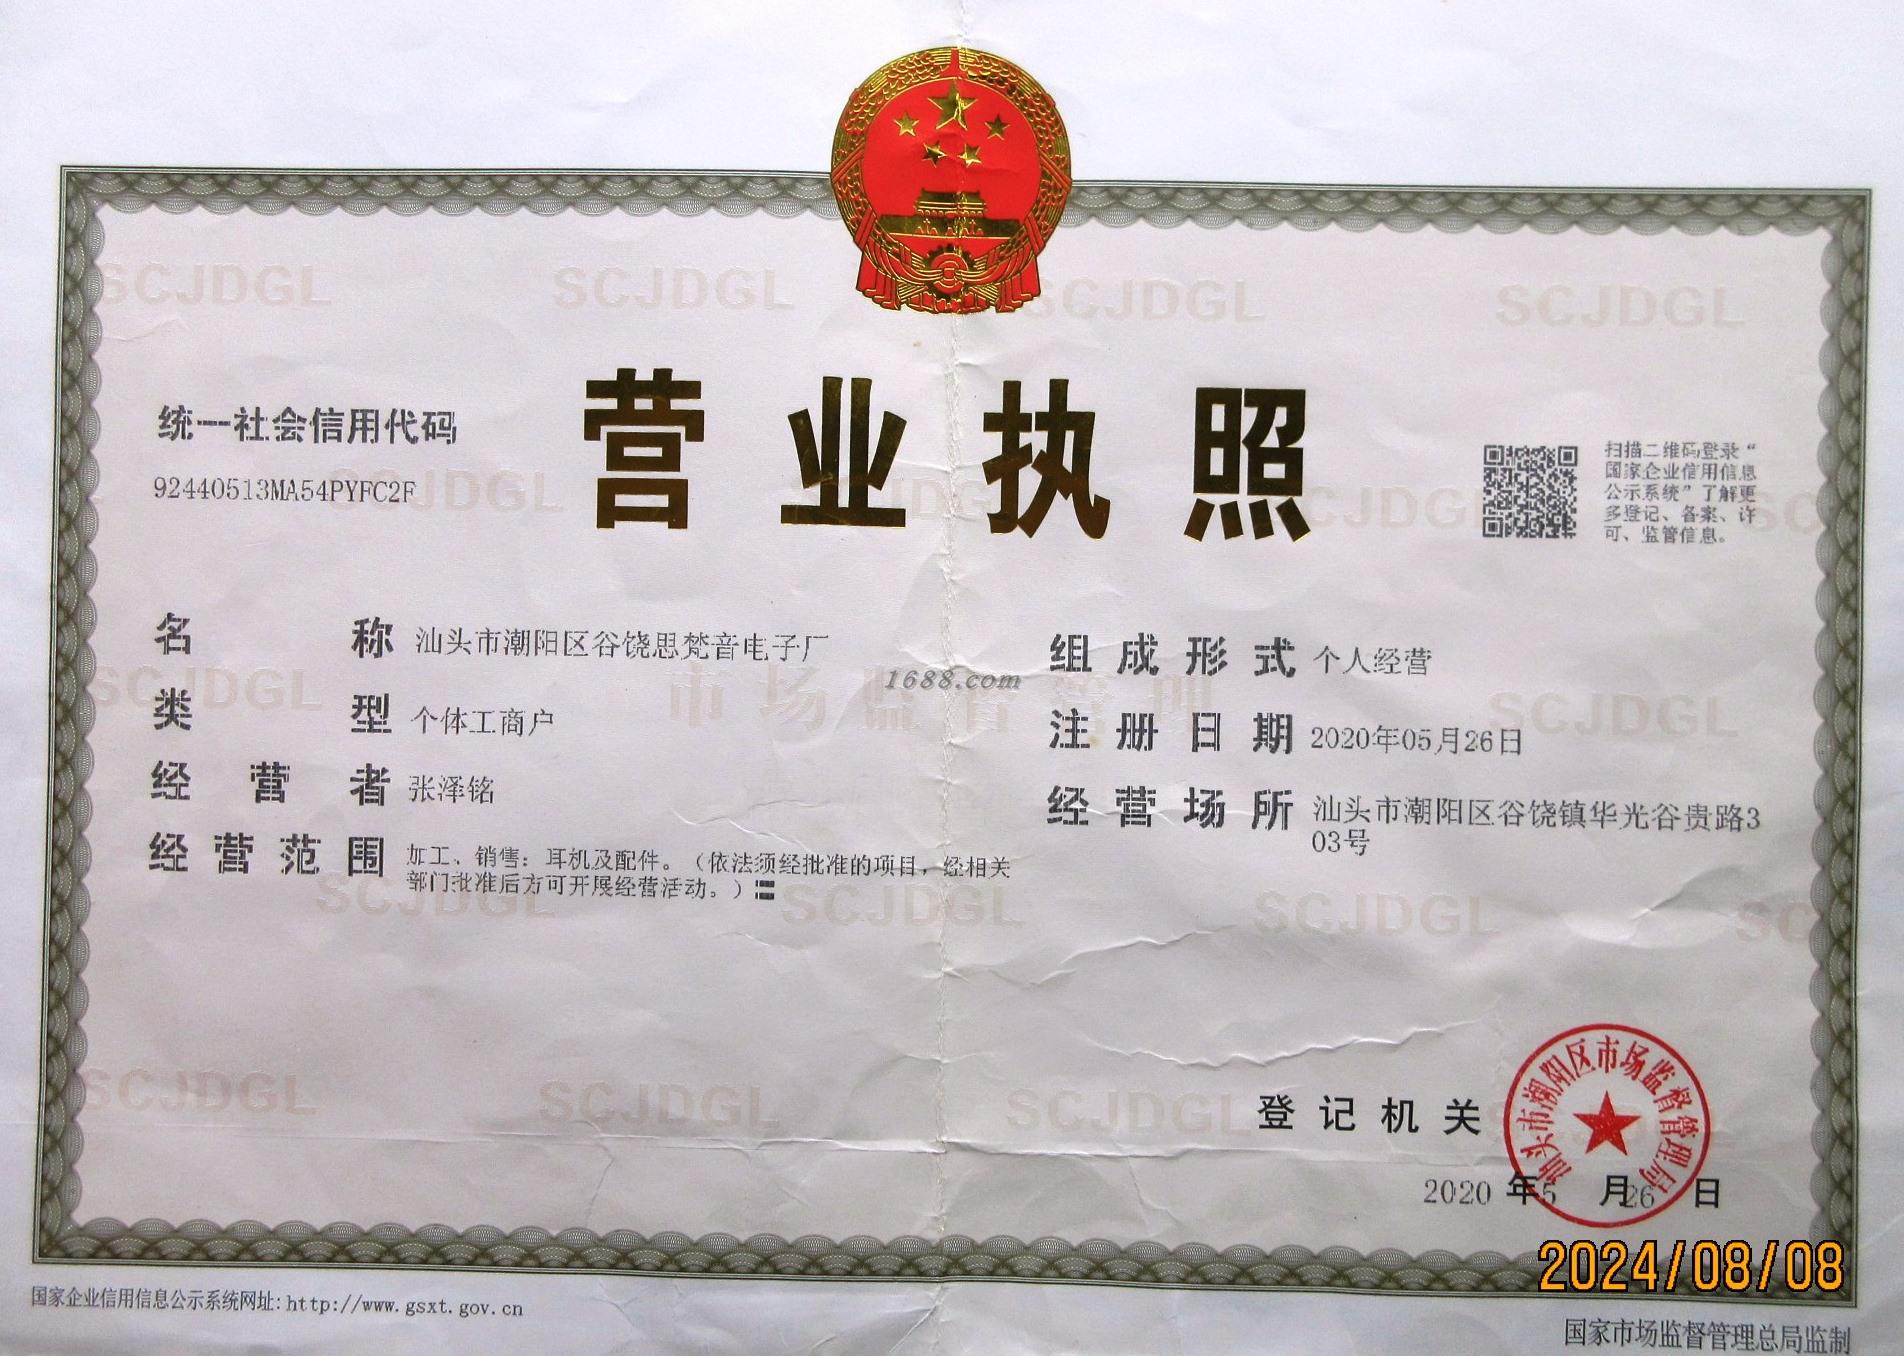 营业执照
统一社会信用代码
92440513MA54PYFC2F
扫描二维码登录“
国家企业信用信息
公示系统”了解更
多登记、备案、许
可、监管信息。
名称 汕头市潮阳区谷饶思梵音电子厂
类型 个体工商户
经营者 张泽铭
经营范围 加工、销售：耳机及配件。（依法须经批准的项目，经相关
部门批准后方可开展经营活动。）
1688.com
组成形式 个人经营
注册日期 2020年05月26日
经营场所 汕头市潮阳区谷饶镇华光谷贵路3
03号
市场监督管理
SCJDGL
登记机关
汕头市潮阳区市场监督管理局
2020 年5 月26 日
2024/08/08
国家企业信用信息公示系统网址:http://www.gsxt.gov.cn
国家市场监督管理总局监制